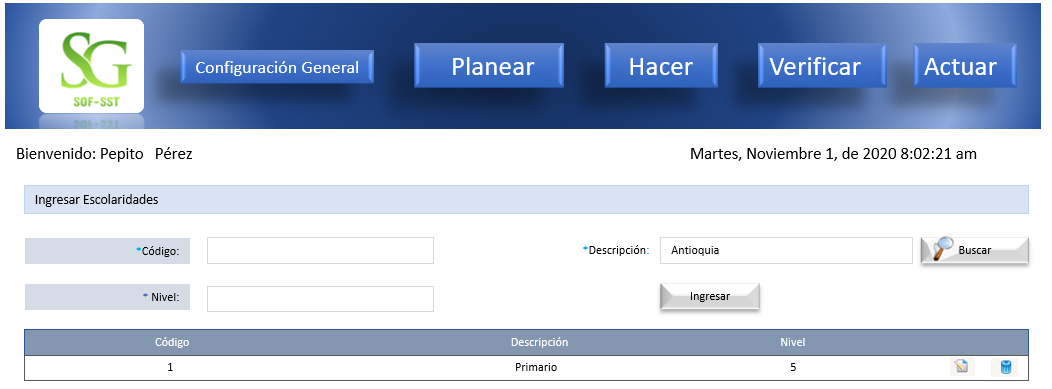 SG
SOF-SST
Configuración General
Planear
Hacer
Verificar
Actuar
Bienvenido: Pepito Pérez
Martes, Noviembre 1, de 2020 8:02:21 am
Ingresar Escolaridades
*Código:
*Descripción:
Antioquia
Buscar
* Nivel:
Ingresar
Código Descripción Nivel
1 Primario 5